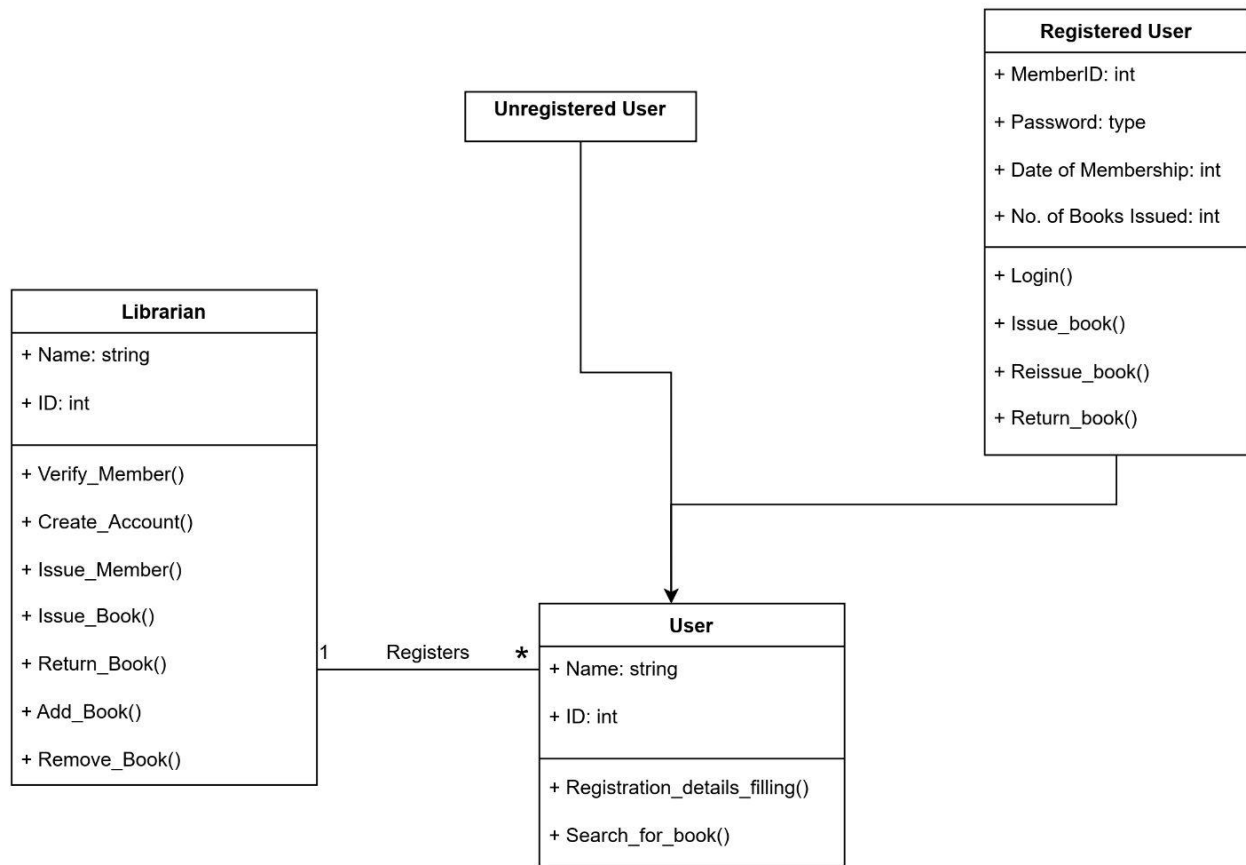 Registered User
+ MemberID: int
+ Password: type
+ Date of Membership: int
+ No. of Books Issued: int
+ Login()
+ Issue_book()
+ Reissue_book()
+ Return_book()
Unregistered User
Librarian
+ Name: string
+ ID: int
+ Verify_Member()
+ Create_Account()
+ Issue_Member()
+ Issue_Book()
+ Return_Book()
+ Add_Book()
+ Remove_Book()
1 Registers *
User
+ Name: string
+ ID: int
+ Registration_details_filling()
+ Search_for_book()